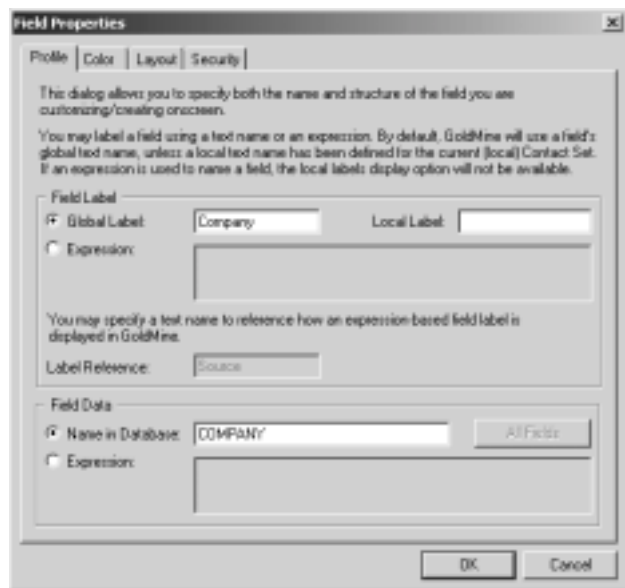 Field Properties
Profile Color Layout Security
This dialog allows you to specify both the name and structure of the field you are
customizing/creating onscreen.
You may label a field using a text name or an expression. By default, GoldMine will use a field's
global text name, unless a local text name has been defined for the current (local) Contact Set.
If an expression is used to name a field, the local labels display option will not be available.
Field Label
Global Label: Company Local Label:
Expression:
You may specify a text name to reference how an expression-based field label is
displayed in GoldMine.
Label Reference: Source
Field Data
Name in Database: COMPANY All Fields
Expression:
OK Cancel